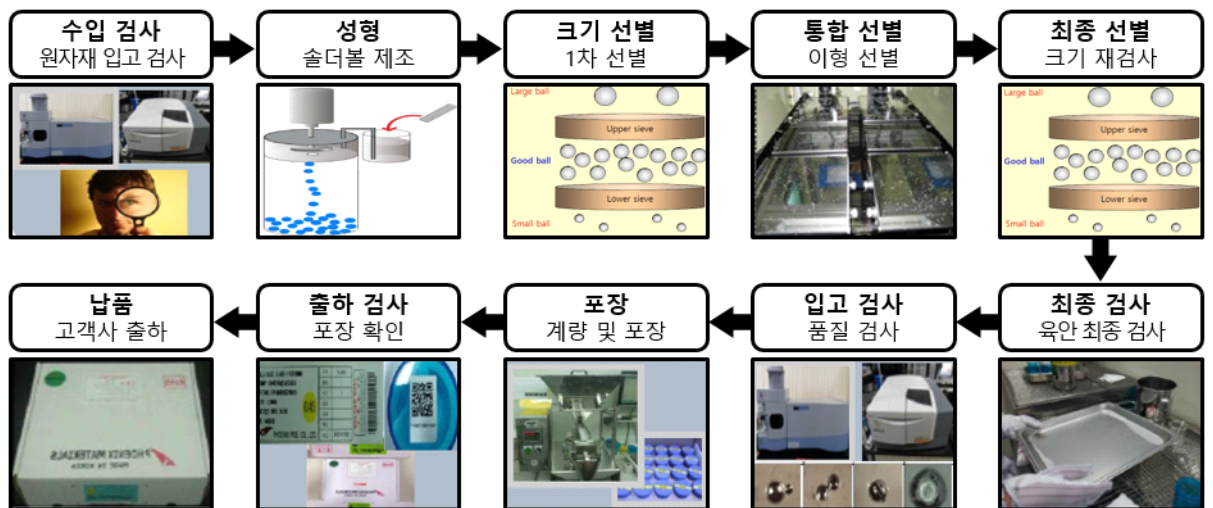 수입 검사
원자재 입고 검사
성형
솔더볼 제조
크기 선별
1차 선별
통합 선별
이형 선별
최종 선별
크기 재검사
Large ball
Upper sieve
Good ball
Lower sieve
Small ball
Large ball
Upper sieve
Good ball
Lower sieve
Small ball
납품
고객사 출하
출하 검사
포장 확인
포장
계량 및 포장
입고 검사
품질 검사
최종 검사
육안 최종 검사
PHOENIX MATERIALS
MADE IN KOREA